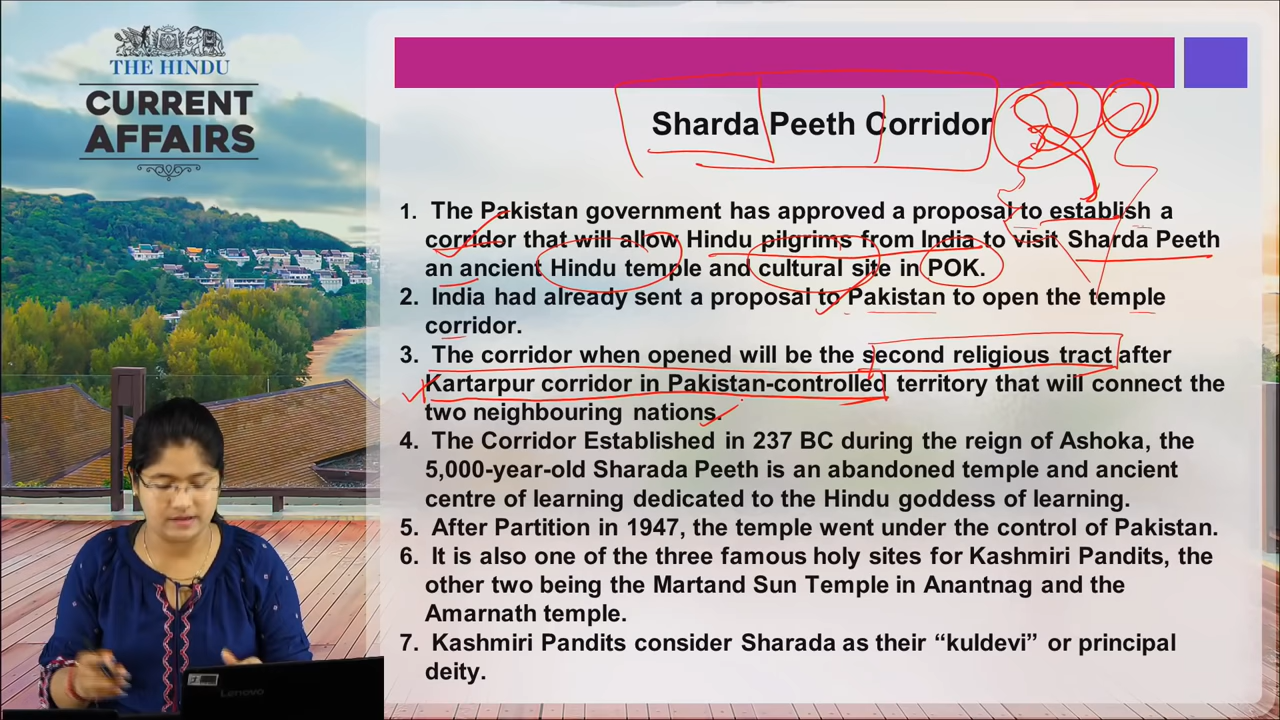 THE HINDU
CURRENT
AFFAIRS
Sharda Peeth Corridor
1. The Pakistan government has approved a proposal to establish a
corridor that will allow Hindu pilgrims from India to visit Sharda Peeth
an ancient Hindu temple and cultural site in POK.
2. India had already sent a proposal to Pakistan to open the temple
corridor.
3. The corridor when opened will be the second religious tract after
Kartarpur corridor in Pakistan-controlled territory that will connect the
two neighbouring nations.
4. The Corridor Established in 237 BC during the reign of Ashoka, the
5,000-year-old Sharada Peeth is an abandoned temple and ancient
centre of learning dedicated to the Hindu goddess of learning.
5. After Partition in 1947, the temple went under the control of Pakistan.
6. It is also one of the three famous holy sites for Kashmiri Pandits, the
other two being the Martand Sun Temple in Anantnag and the
Amarnath temple.
7. Kashmiri Pandits consider Sharada as their “kuldevi” or principal
deity.
Lenovo